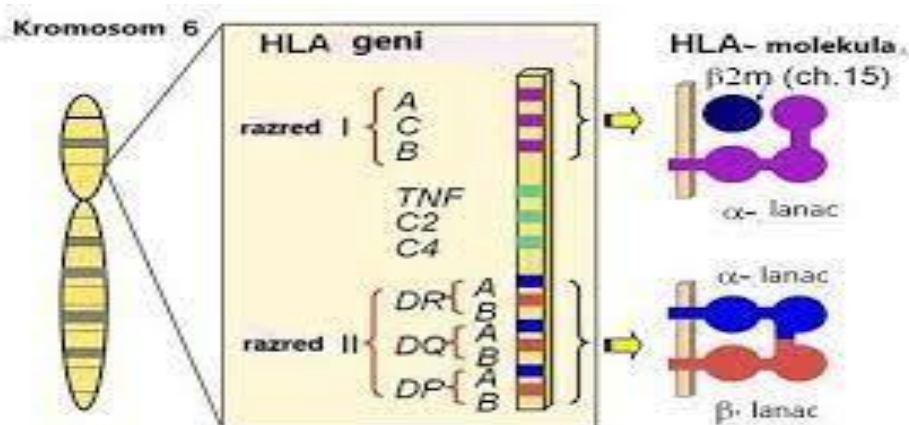 Kromosom 6
HLA geni
razred I
A
C
B
TNF
C2
C4
razred II
DR
A
B
DQ
A
B
DP
A
B
HLA- molekula
β2m (ch.15)
α- lanac
α- lanac
β- lanac